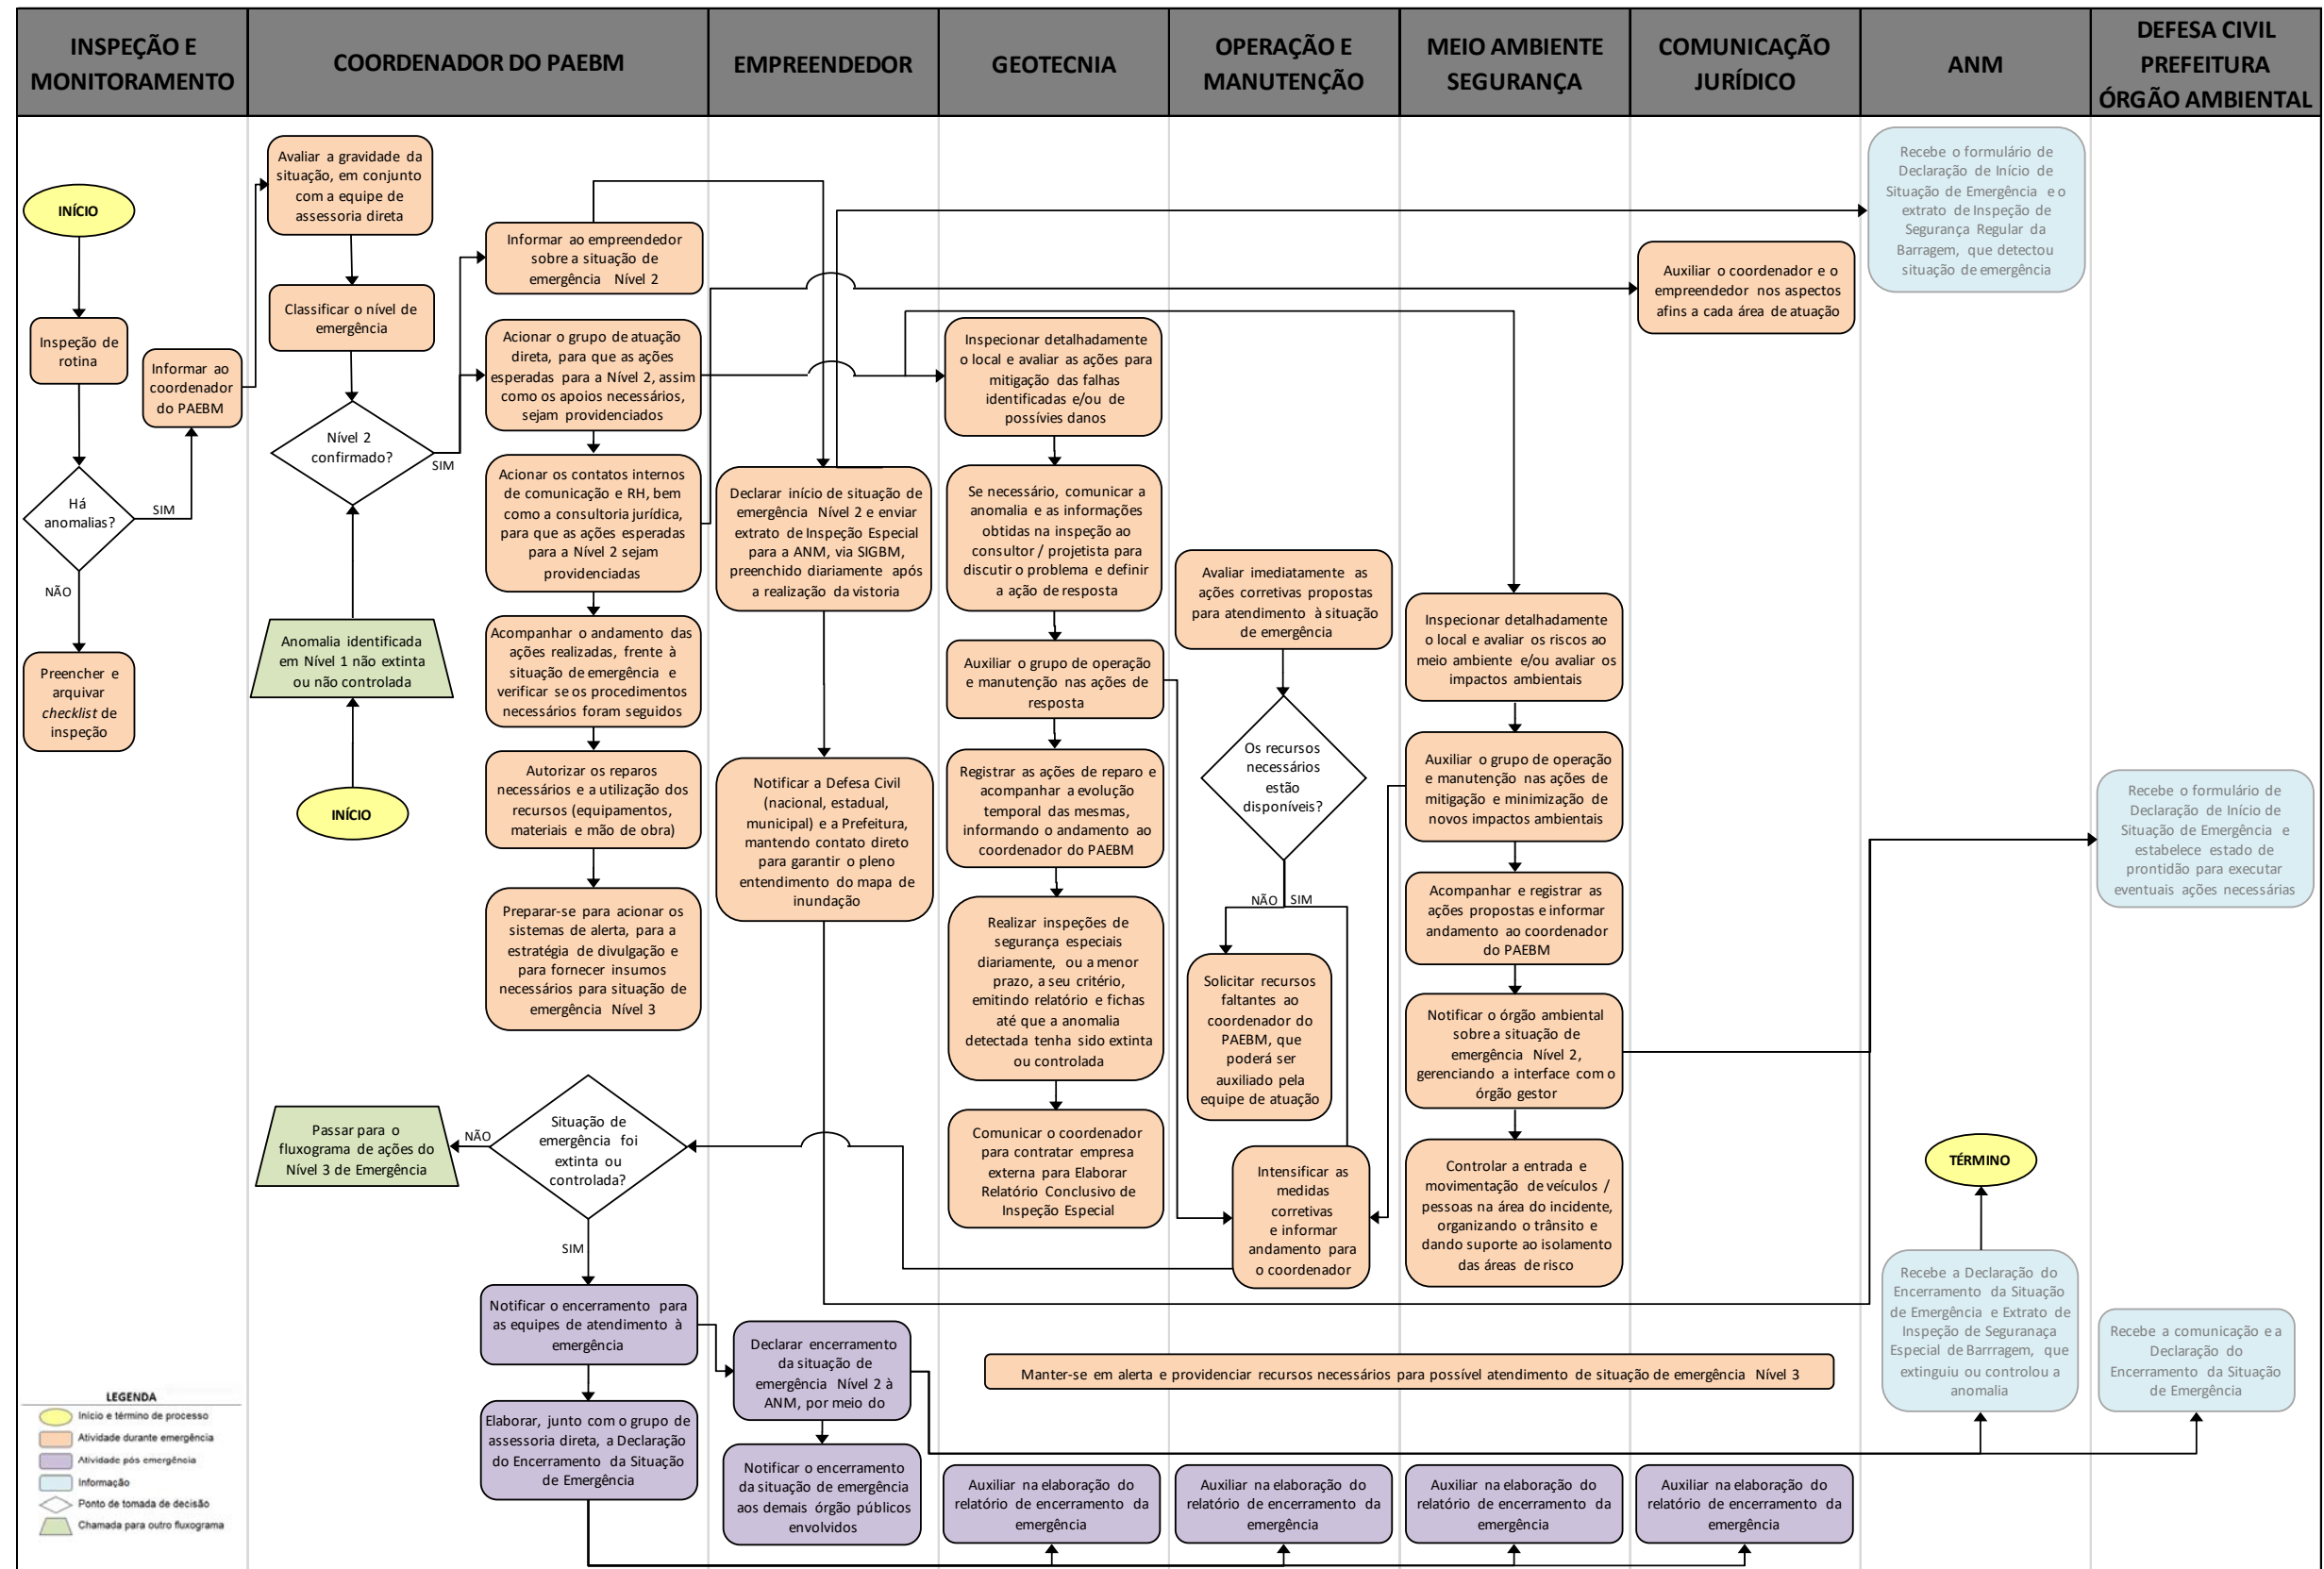 INSPEÇÃO E
MONITORAMENTO
COORDENADOR DO PAEBM
EMPREENDEDOR
GEOTECNIA
OPERAÇÃO E
MANUTENÇÃO
MEIO AMBIENTE
SEGURANÇA
COMUNICAÇÃO
JURÍDICO
ANM
DEFESA CIVIL
PREFEITURA
ÓRGÃO AMBIENTAL
INÍCIO
Inspeção de
rotina
Informar ao
coordenador
do PAEBM
Há
anomalias?
SIM
NÃO
Preencher e
arquivar
checklist de
inspeção
Avaliar a gravidade da
situação, em conjunto
com a equipe de
assessoria direta
Classificar o nível de
emergência
Nível 2
confirmado?
SIM
Anomalia identificada
em Nível 1 não extinta
ou não controlada
INÍCIO
Informar ao empreendedor
sobre a situação de
emergência Nível 2
Acionar o grupo de atuação
direta, para que as ações
esperadas para a Nível 2, assim
como os apoios necessários,
sejam providenciados
Acionar os contatos internos
de comunicação e RH, bem
como a consultoria jurídica,
para que as ações esperadas
para a Nível 2 sejam
providenciadas
Acompanhar o andamento das
ações realizadas, frente à
situação de emergência e
verificar se os procedimentos
necessários foram seguidos
Autorizar os reparos
necessários e a utilização dos
recursos (equipamentos,
materiais e mão de obra)
Preparar-se para acionar os
sistemas de alerta, para a
estratégia de divulgação e
para fornecer insumos
necessários para situação de
emergência Nível 3
Situação de
emergência foi
extinta ou
controlada?
NÃO
SIM
Passar para o
fluxograma de ações do
Nível 3 de Emergência
Notificar o encerramento para
as equipes de atendimento à
emergência
Elaborar, junto com o grupo de
assessoria direta, a Declaração
do Encerramento da Situação
de Emergência
Declarar início de situação de
emergência Nível 2 e enviar
extrato de Inspeção Especial
para a ANM, via SIGBM,
preenchido diariamente após
a realização da vistoria
Notificar a Defesa Civil
(nacional, estadual,
municipal) e a Prefeitura,
mantendo contato direto
para garantir o pleno
entendimento do mapa de
inundação
Declarar encerramento
da situação de
emergência Nível 2 à
ANM, por meio do
Notificar o encerramento
da situação de emergência
aos demais órgão públicos
envolvidos
Inspecionar detalhadamente
o local e avaliar as ações para
mitigação das falhas
identificadas e/ou de
possívies danos
Se necessário, comunicar a
anomalia e as informações
obtidas na inspeção ao
consultor / projetista para
discutir o problema e definir
a ação de resposta
Auxiliar o grupo de operação
e manutenção nas ações de
resposta
Registrar as ações de reparo e
acompanhar a evolução
temporal das mesmas,
informando o andamento ao
coordenador do PAEBM
Realizar inspeções de
segurança especiais
diariamente, ou a menor
prazo, a seu critério,
emitindo relatório e fichas
até que a anomalia
detectada tenha sido extinta
ou controlada
Comunicar o coordenador
para contratar empresa
externa para Elaborar
Relatório Conclusivo de
Inspeção Especial
Avaliar imediatamente as
ações corretivas propostas
para atendimento à situação
de emergência
Os recursos
necessários
estão
disponíveis?
NÃO
SIM
Solicitar recursos
faltantes ao
coordenador do
PAEBM, que
poderá ser
auxiliado pela
equipe de atuação
Intensificar as
medidas
corretivas
e informar
andamento para
o coordenador
Inspecionar detalhadamente
o local e avaliar os riscos ao
meio ambiente e/ou avaliar os
impactos ambientais
Auxiliar o grupo de operação
e manutenção nas ações de
mitigação e minimização de
novos impactos ambientais
Acompanhar e registrar as
ações propostas e informar
andamento ao coordenador
do PAEBM
Notificar o órgão ambiental
sobre a situação de
emergência Nível 2,
gerenciando a interface com o
órgão gestor
Controlar a entrada e
movimentação de veículos /
pessoas na área do incidente,
organizando o trânsito e
dando suporte ao isolamento
das áreas de risco
Auxiliar o coordenador e o
empreendedor nos aspectos
afins a cada área de atuação
Recebe o formulário de
Declaração de Início de
Situação de Emergência e o
extrato de Inspeção de
Segurança Regular da
Barragem, que detectou
situação de emergência
Recebe o formulário de
Declaração de Início de
Situação de Emergência e
estabelece estado de
prontidão para executar
eventuais ações necessárias
TÉRMINO
Recebe a Declaração do
Encerramento da Situação
de Emergência e Extrato de
Inspeção de Seguranaça
Especial de Barrragem, que
extinguiu ou controlou a
anomalia
Recebe a comunicação e a
Declaração do
Encerramento da Situação
de Emergência
Manter-se em alerta e providenciar recursos necessários para possível atendimento de situação de emergência Nível 3
Auxiliar na elaboração do
relatório de encerramento da
emergência
Auxiliar na elaboração do
relatório de encerramento da
emergência
Auxiliar na elaboração do
relatório de encerramento da
emergência
Auxiliar na elaboração do
relatório de encerramento da
emergência
LEGENDA
Início e término de processo
Atividade durante emergência
Atividade pós emergência
Informação
Ponto de tomada de decisão
Chamada para outro fluxograma